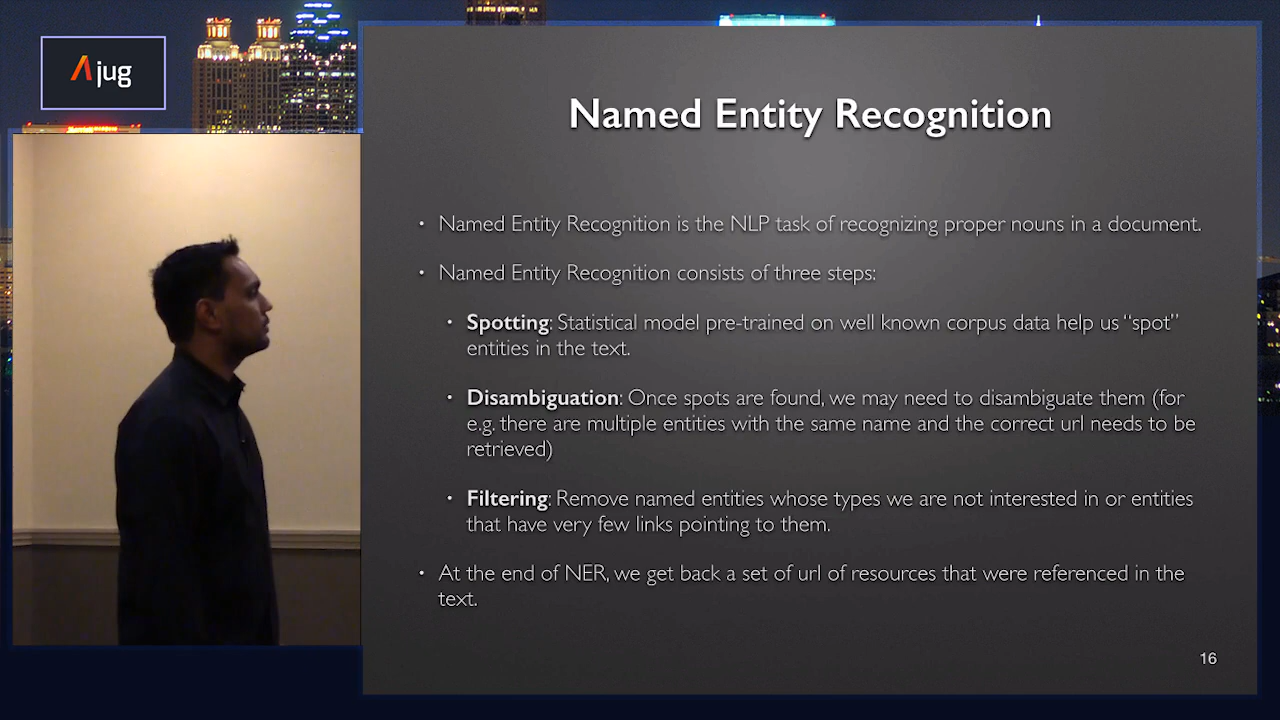 jug
Named Entity Recognition
• Named Entity Recognition is the NLP task of recognizing proper nouns in a document.
• Named Entity Recognition consists of three steps:
• Spotting: Statistical model pre-trained on well known corpus data help us “spot”
entities in the text.
• Disambiguation: Once spots are found, we may need to disambiguate them (for
e.g. there are multiple entities with the same name and the correct url needs to be
retrieved)
• Filtering: Remove named entities whose types we are not interested in or entities
that have very few links pointing to them.
• At the end of NER, we get back a set of url of resources that were referenced in the
text.
16